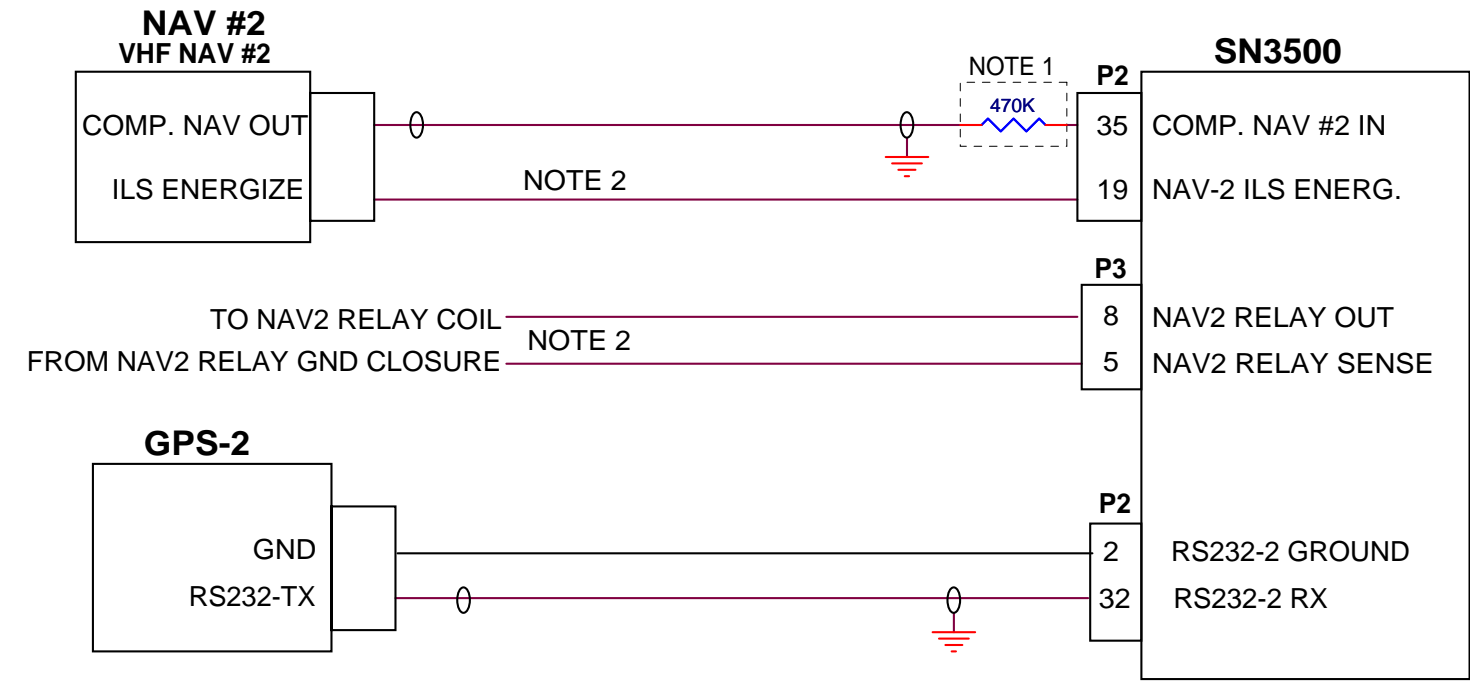 NAV #2
VHF NAV #2
SN3500
NOTE 1
P2
470K
COMP. NAV OUT
35
COMP. NAV #2 IN
ILS ENERGIZE
NOTE 2
19
NAV-2 ILS ENERG.
P3
TO NAV2 RELAY COIL
8
NAV2 RELAY OUT
NOTE 2
FROM NAV2 RELAY GND CLOSURE
5
NAV2 RELAY SENSE
GPS-2
P2
GND
2
RS232-2 GROUND
RS232-TX
32
RS232-2 RX